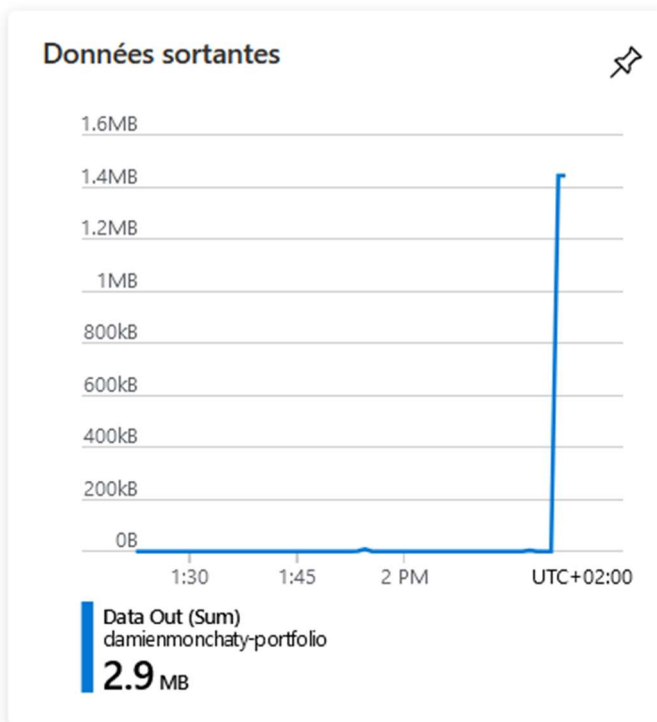 Données sortantes
1.6MB
1.4MB
1.2MB
1MB
800kB
600kB
400kB
200kB
0B
1:30 1:45 2 PM UTC+02:00
Data Out (Sum)
damienmonchaty-portfolio
2.9 MB